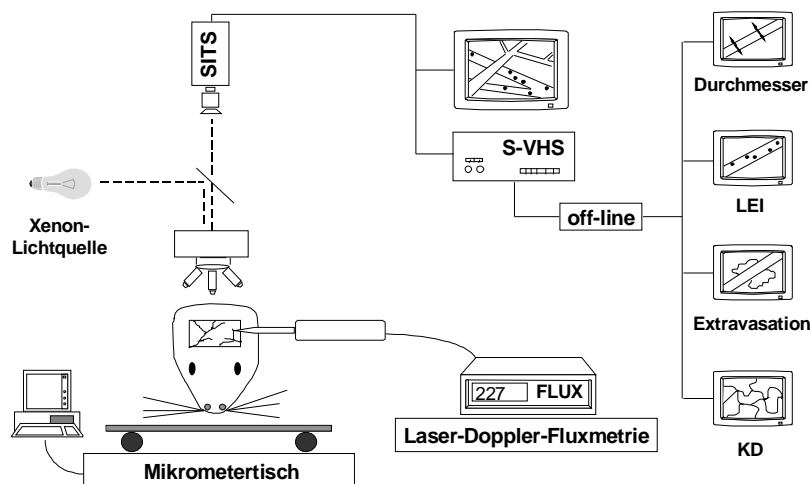 SITS
S-VHS
off-line
Durchmesser
LEI
Extravasation
KD
Xenon-
Lichtquelle
227 FLUX
Laser-Doppler-Fluxmetrie
Mikrometertisch